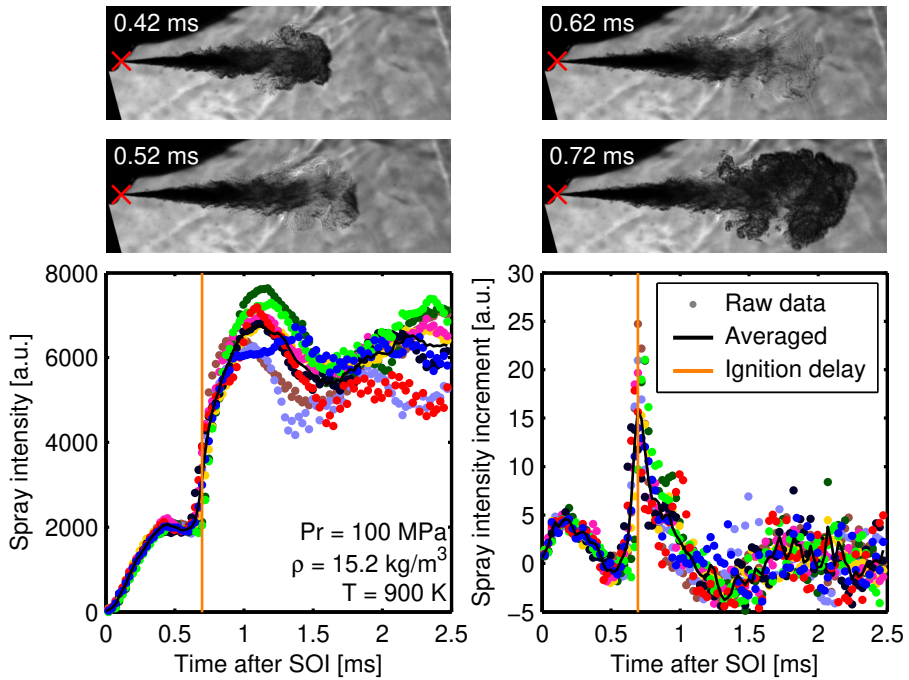 0.42 ms
0.62 ms
0.52 ms
0.72 ms
Spray intensity [a.u.]
8000
6000
4000
2000
0
0 0.5 1 1.5 2 2.5
Time after SOI [ms]
Pr = 100 MPa
ρ = 15.2 kg/m³
T = 900 K
Spray intensity increment [a.u.]
30
25
20
15
10
5
0
−5
0 0.5 1 1.5 2 2.5
Time after SOI [ms]
Raw data
Averaged
Ignition delay